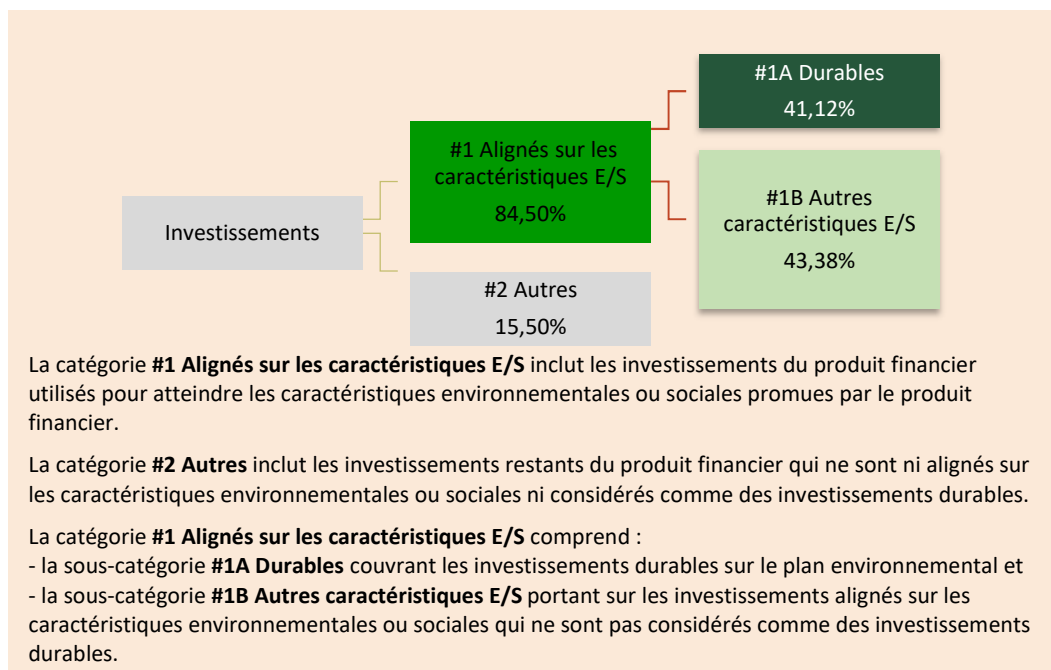 #1A Durables
41,12%
#1 Alignés sur les
caractéristiques E/S
84,50%
#1B Autres
caractéristiques E/S
43,38%
Investissements
#2 Autres
15,50%
La catégorie #1 Alignés sur les caractéristiques E/S inclut les investissements du produit financier
utilisés pour atteindre les caractéristiques environnementales ou sociales promues par le produit
financier.
La catégorie #2 Autres inclut les investissements restants du produit financier qui ne sont ni alignés sur
les caractéristiques environnementales ou sociales ni considérés comme des investissements durables.
La catégorie #1 Alignés sur les caractéristiques E/S comprend :
- la sous-catégorie #1A Durables couvrant les investissements durables sur le plan environnemental et
- la sous-catégorie #1B Autres caractéristiques E/S portant sur les investissements alignés sur les
caractéristiques environnementales ou sociales qui ne sont pas considérés comme des investissements
durables.